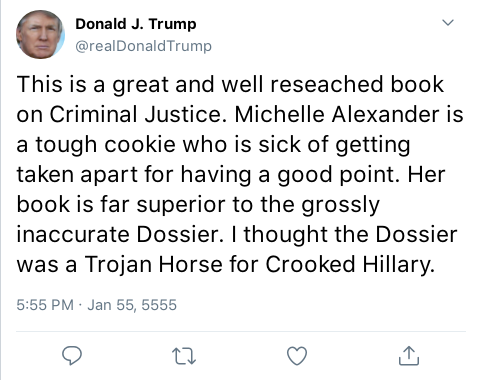 Donald J. Trump
@realDonaldTrump
This is a great and well reseached book
on Criminal Justice. Michelle Alexander is
a tough cookie who is sick of getting
taken apart for having a good point. Her
book is far superior to the grossly
inaccurate Dossier. I thought the Dossier
was a Trojan Horse for Crooked Hillary.
5:55 PM · Jan 55, 5555